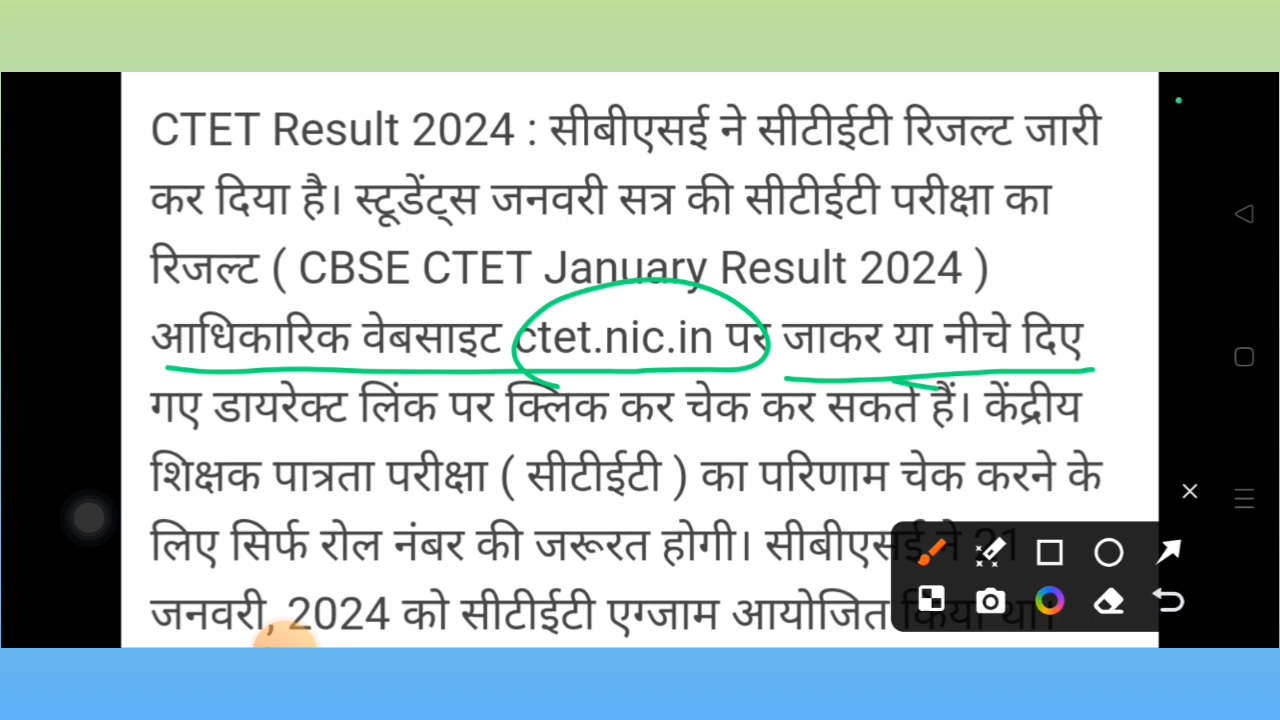 CTET Result 2024 : सीबीएसई ने सीटीईटी रिजल्ट जारी
कर दिया है। स्टूडेंट्स जनवरी सत्र की सीटीईटी परीक्षा का
रिजल्ट ( CBSE CTET January Result 2024 )
आधिकारिक वेबसाइट ctet.nic.in पर जाकर या नीचे दिए
गए डायरेक्ट लिंक पर क्लिक कर चेक कर सकते हैं। केंद्रीय
शिक्षक पात्रता परीक्षा ( सीटीईटी ) का परिणाम चेक करने के
लिए सिर्फ रोल नंबर की जरूरत होगी। सीबीएसई ने 21
जनवरी, 2024 को सीटीईटी एग्जाम आयोजित किया था।